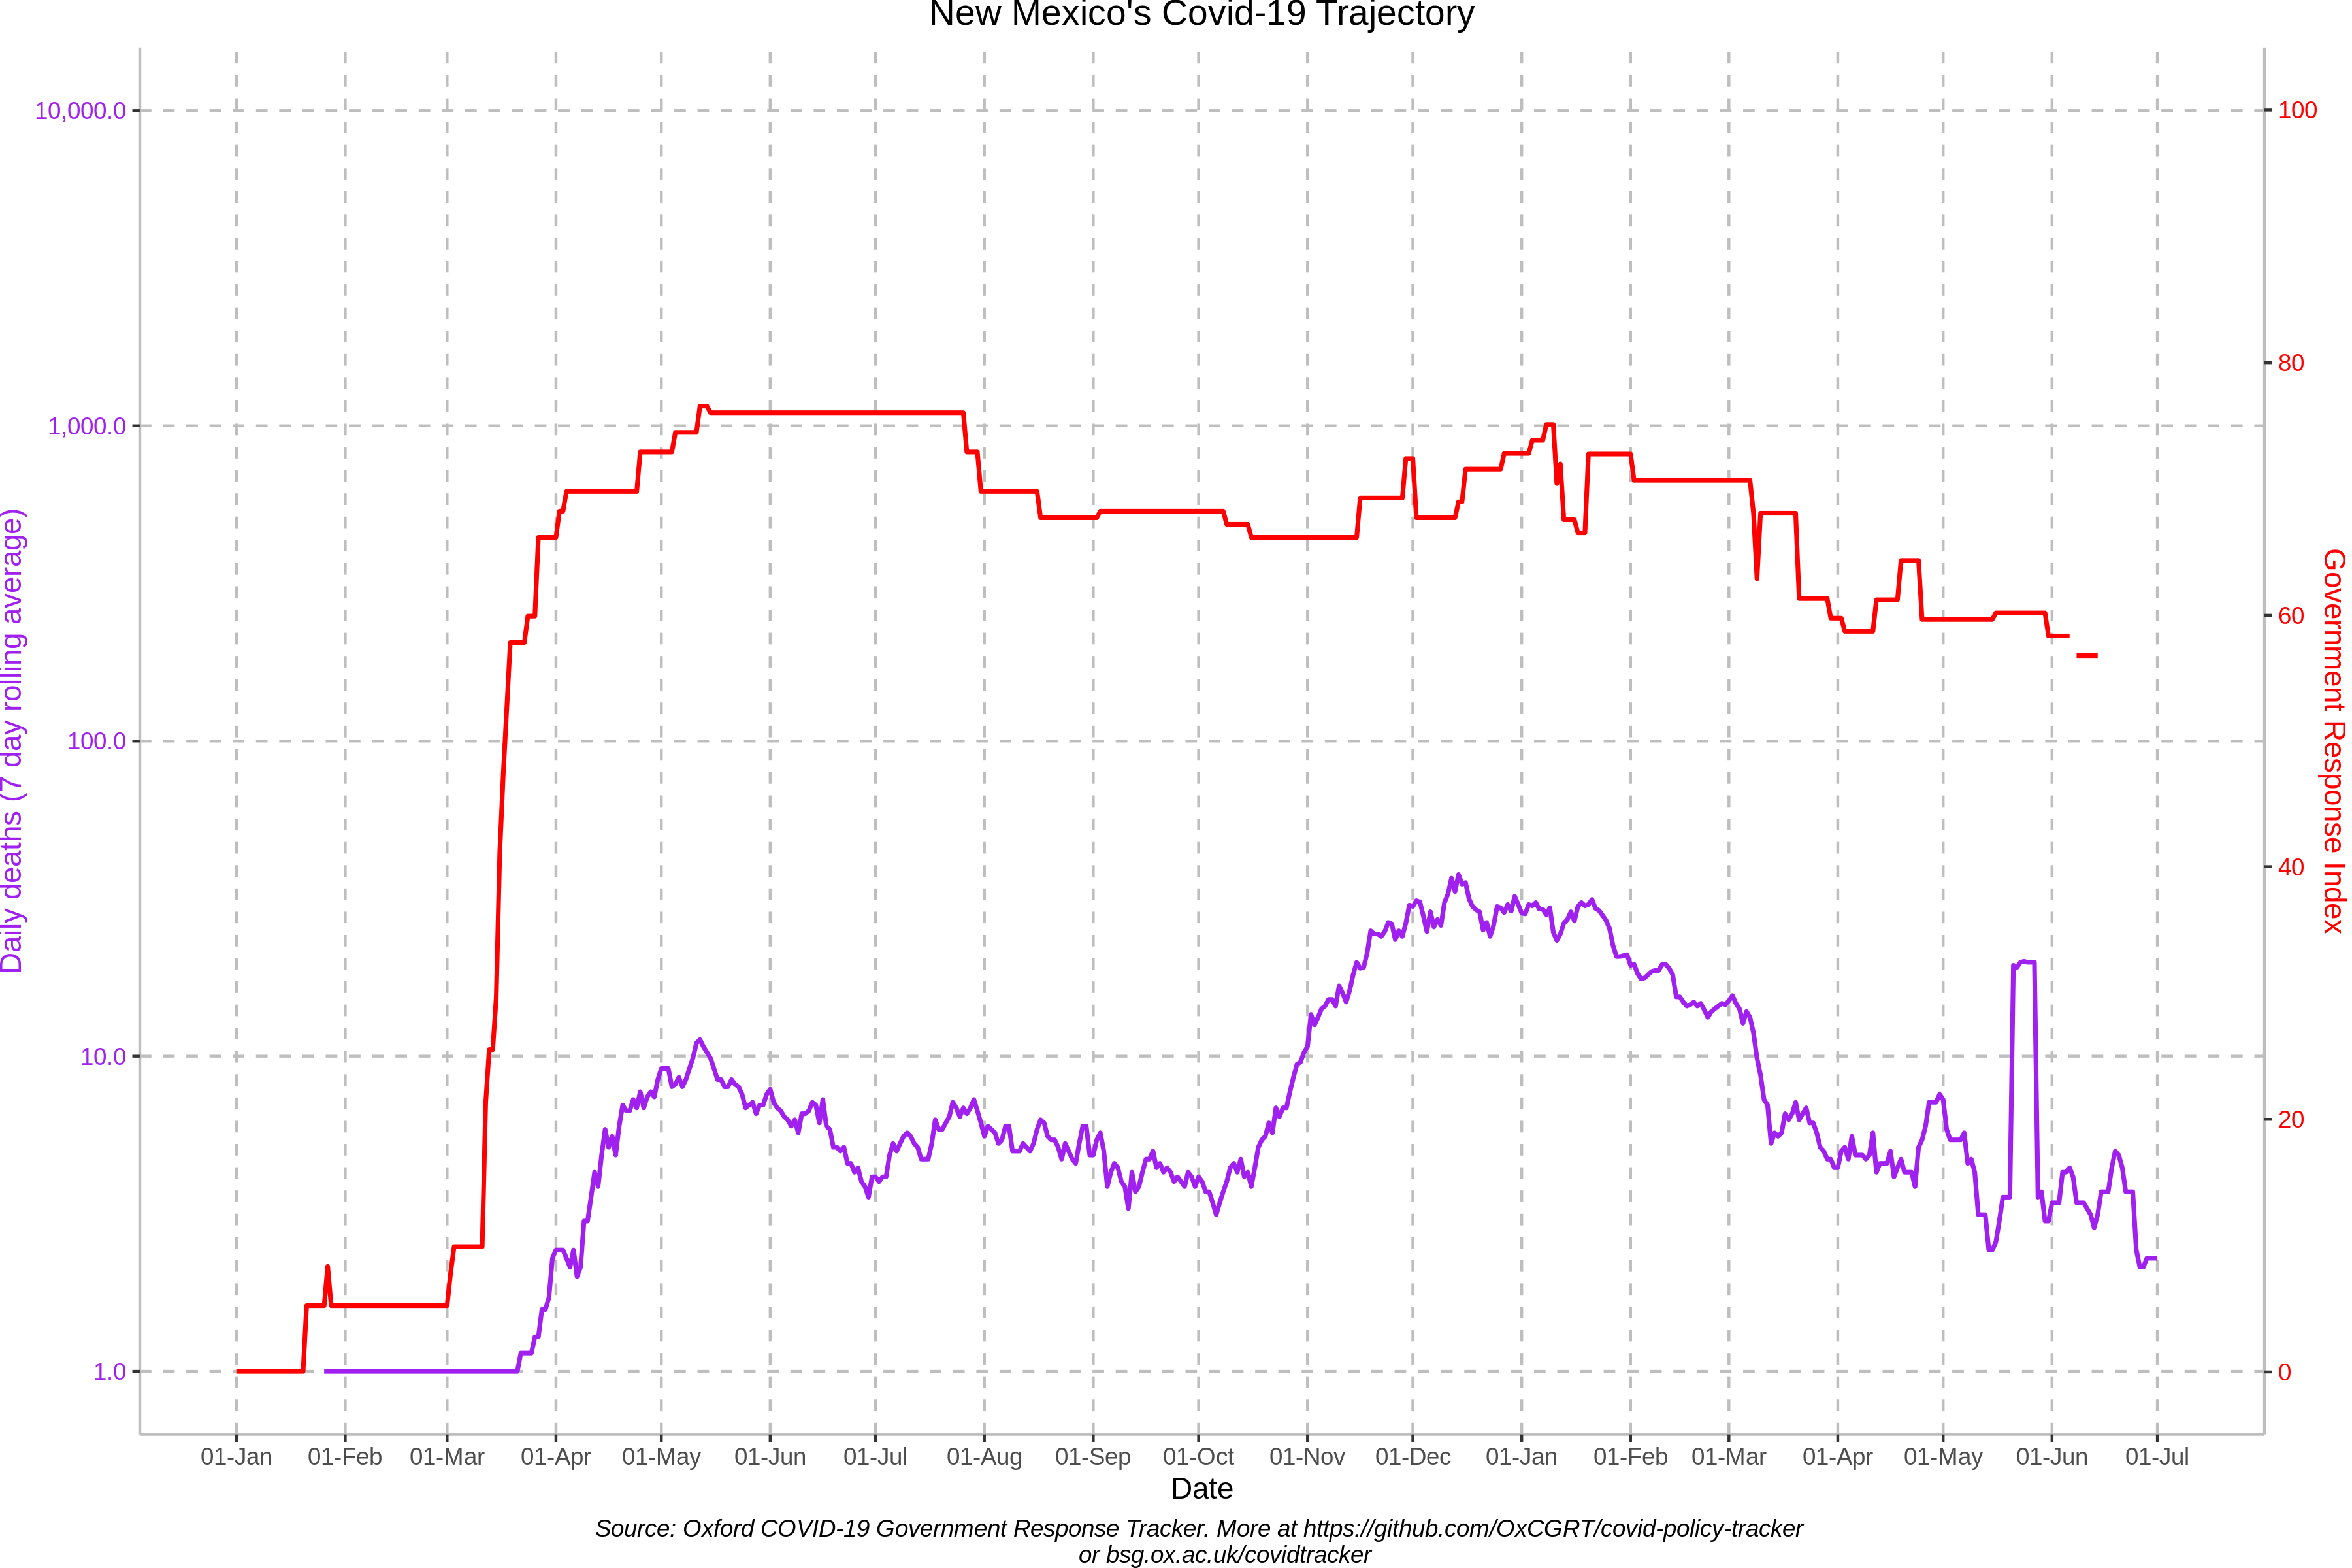 New Mexico's Covid-19 Trajectory
10,000.0
1,000.0
100.0
10.0
1.0
Daily deaths (7 day rolling average)
100
80
60
40
20
0
Government Response Index
01-Jan 01-Feb 01-Mar 01-Apr 01-May 01-Jun 01-Jul 01-Aug 01-Sep 01-Oct 01-Nov 01-Dec 01-Jan 01-Feb 01-Mar 01-Apr 01-May 01-Jun 01-Jul
Date
Source: Oxford COVID-19 Government Response Tracker. More at https://github.com/OxCGRT/covid-policy-tracker
or bsg.ox.ac.uk/covidtracker